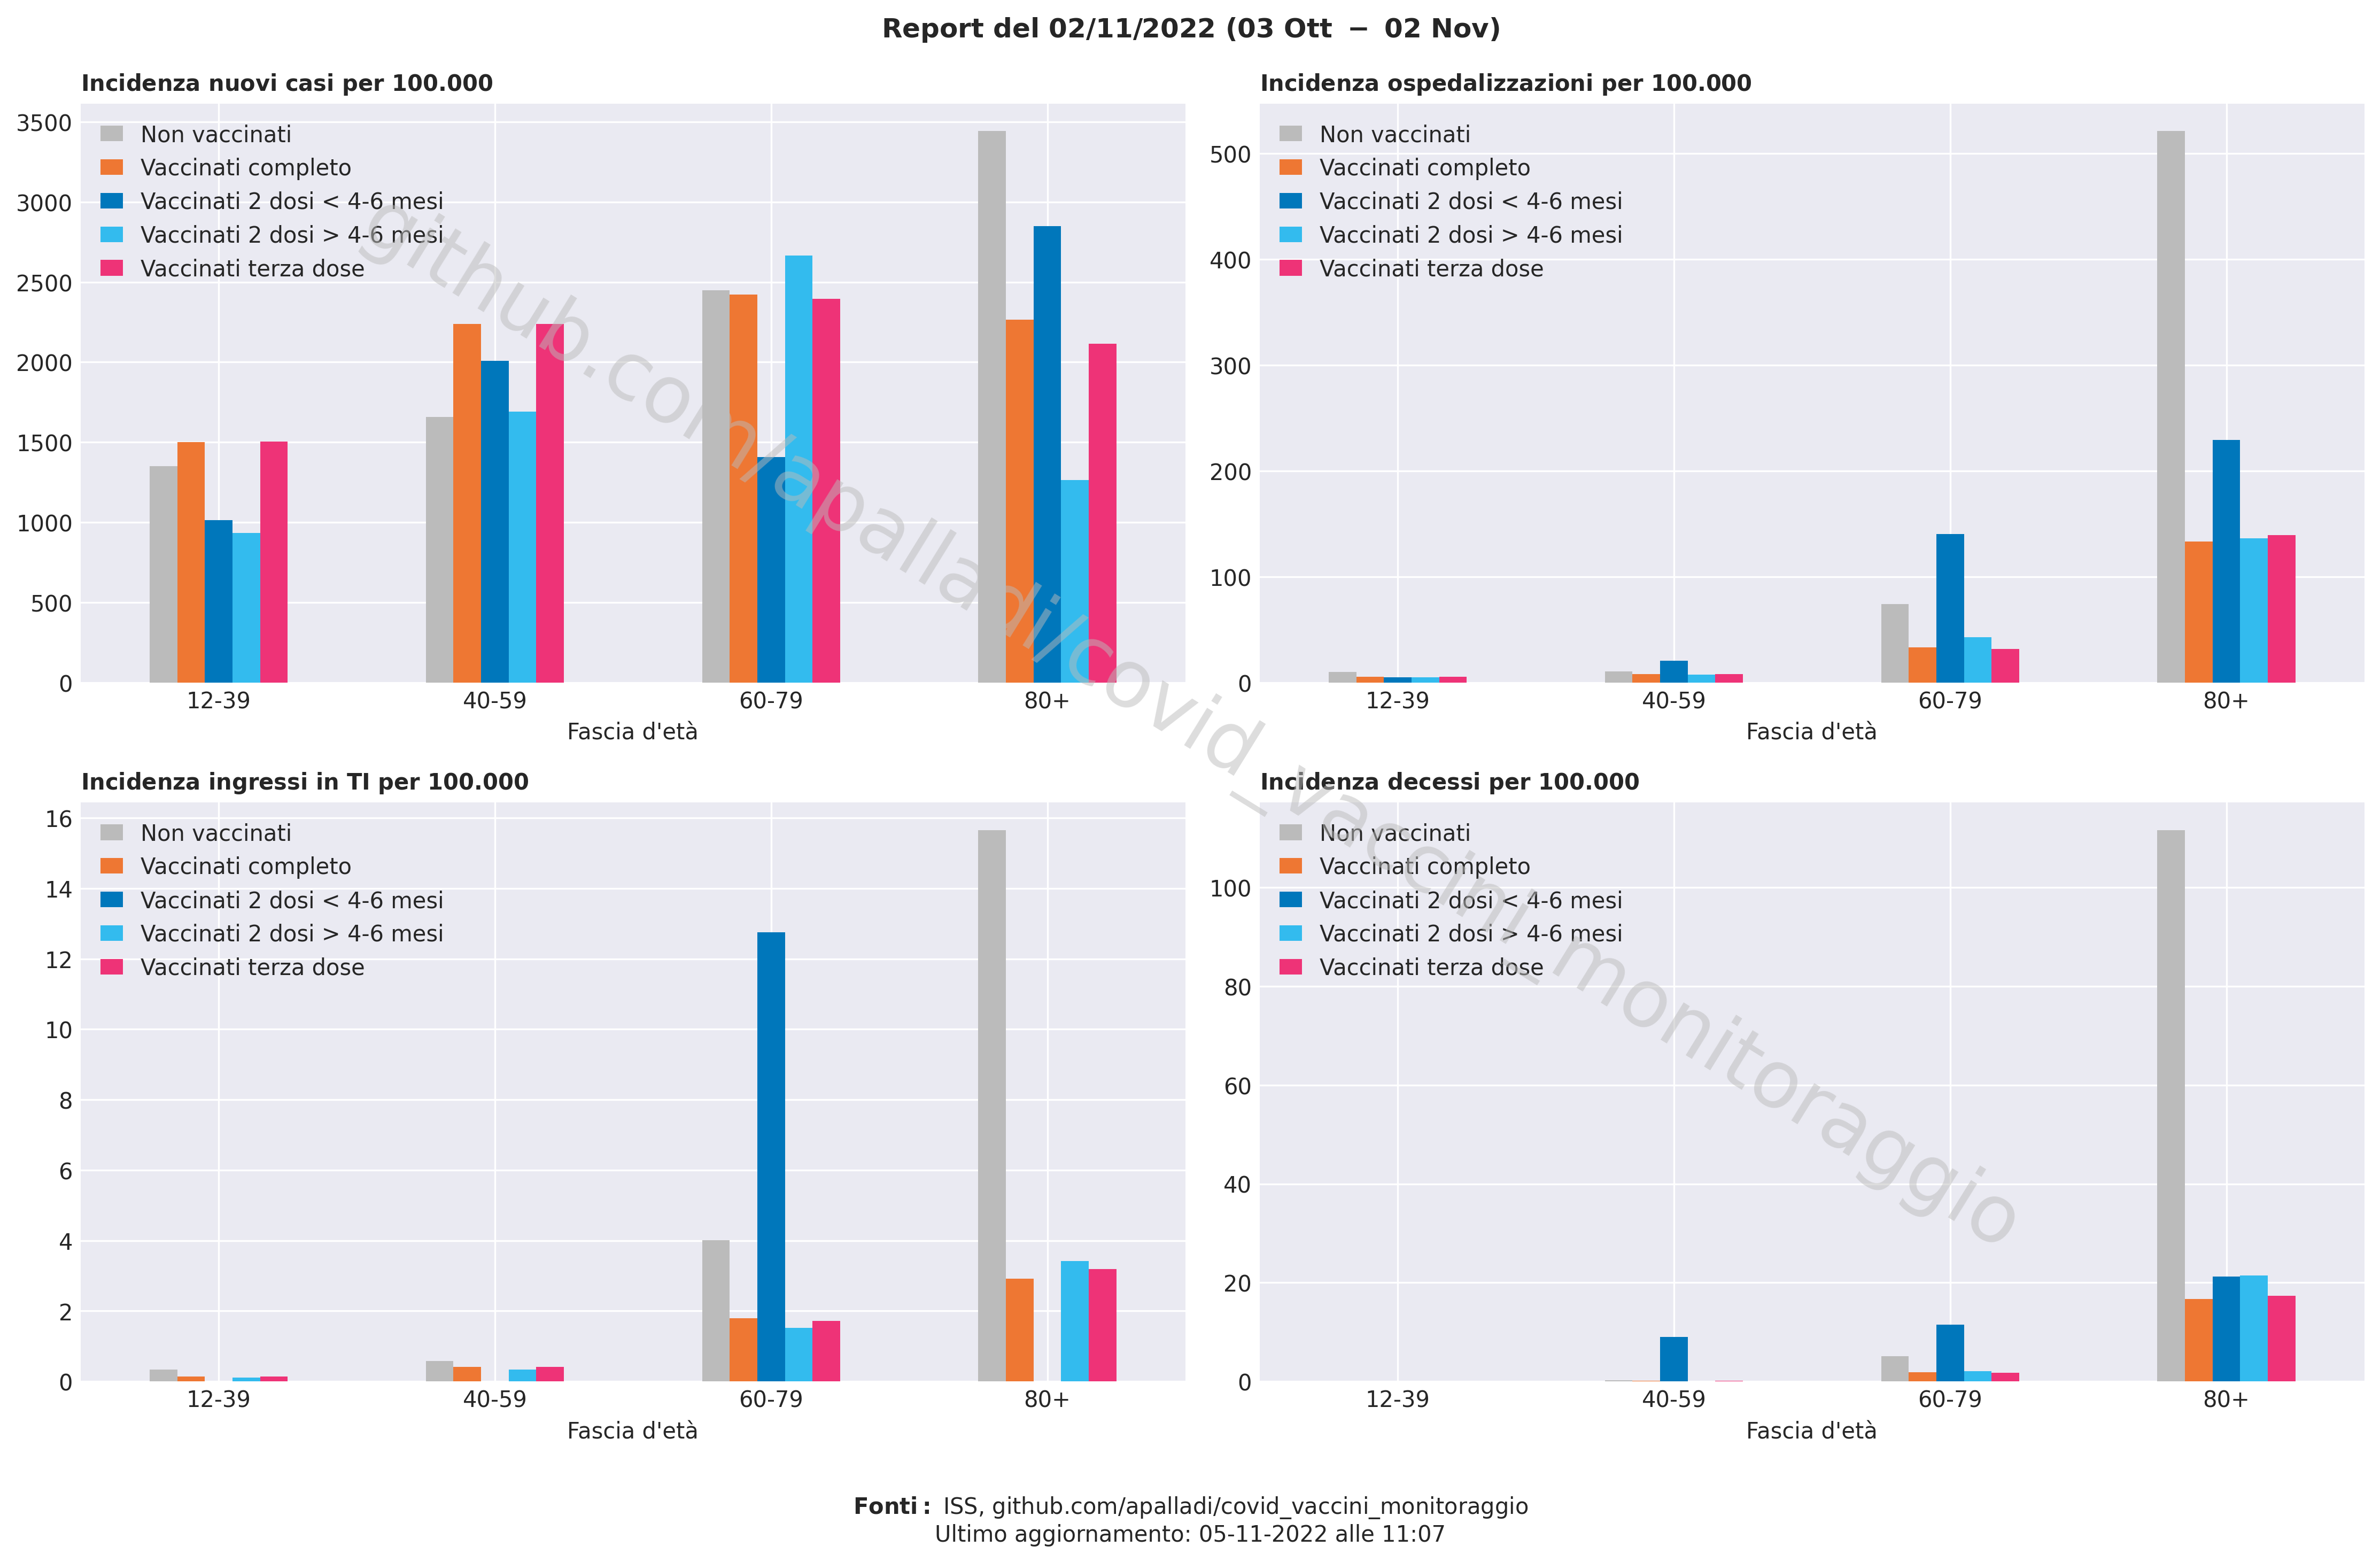 Report del 02/11/2022 (03 Ott − 02 Nov)
Incidenza nuovi casi per 100.000
3500
3000
2500
2000
1500
1000
500
0
Non vaccinati
Vaccinati completo
Vaccinati 2 dosi < 4-6 mesi
Vaccinati 2 dosi > 4-6 mesi
Vaccinati terza dose
12-39
40-59
60-79
80+
Fascia d'età
Incidenza ospedalizzazioni per 100.000
500
400
300
200
100
0
Non vaccinati
Vaccinati completo
Vaccinati 2 dosi < 4-6 mesi
Vaccinati 2 dosi > 4-6 mesi
Vaccinati terza dose
12-39
40-59
60-79
80+
Fascia d'età
Incidenza ingressi in TI per 100.000
16
14
12
10
8
6
4
2
0
Non vaccinati
Vaccinati completo
Vaccinati 2 dosi < 4-6 mesi
Vaccinati 2 dosi > 4-6 mesi
Vaccinati terza dose
12-39
40-59
60-79
80+
Fascia d'età
Incidenza decessi per 100.000
100
80
60
40
20
0
Non vaccinati
Vaccinati completo
Vaccinati 2 dosi < 4-6 mesi
Vaccinati 2 dosi > 4-6 mesi
Vaccinati terza dose
12-39
40-59
60-79
80+
Fascia d'età
github.com/apalladi/covid_vaccini_monitoraggio
Fonti: ISS, github.com/apalladi/covid_vaccini_monitoraggio
Ultimo aggiornamento: 05-11-2022 alle 11:07